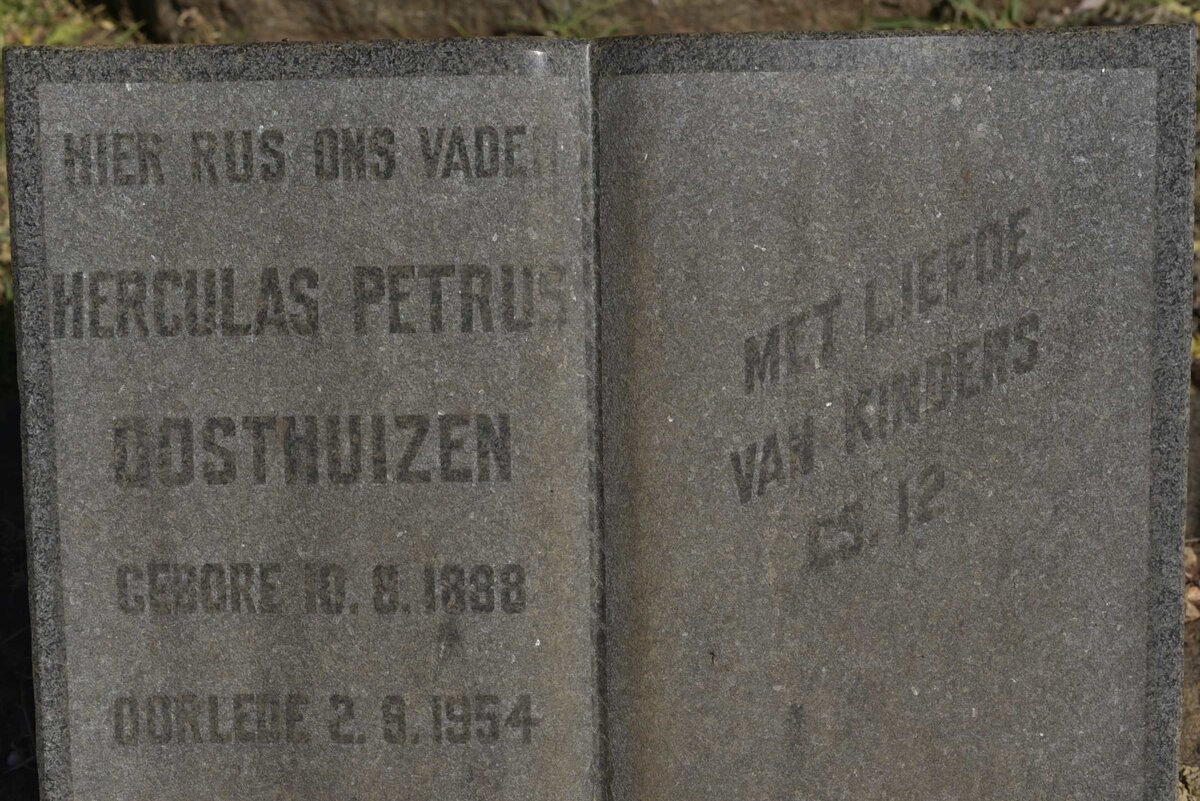 HIER RUS ONS VADER
HERCULAS PETRUS
OOSTHUIZEN
GEBORE 10.8.1888
OORLEDE 2.9.1954
MET LIEFDE
VAN KINDERS
GS. 12